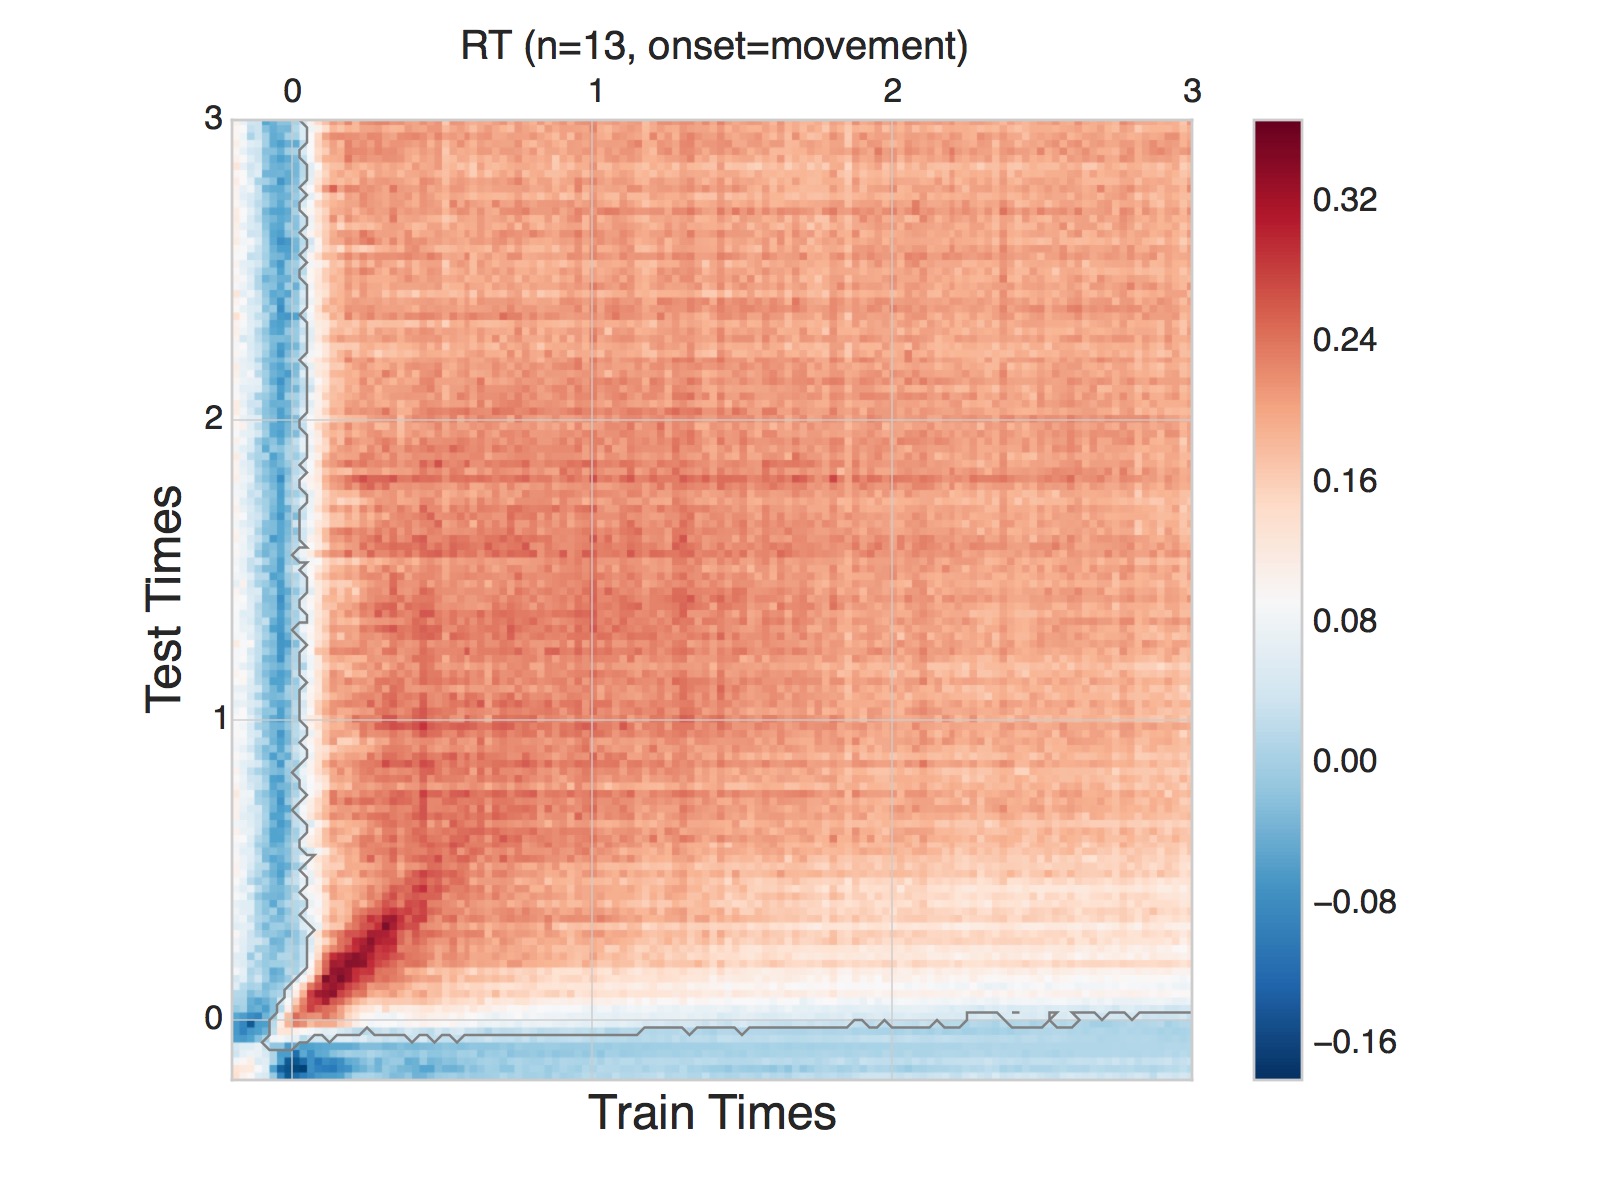 RT (n=13, onset=movement)
0 1 2 3
3
2
1
0
Test Times
Train Times
0.32
0.24
0.16
0.08
0.00
−0.08
−0.16